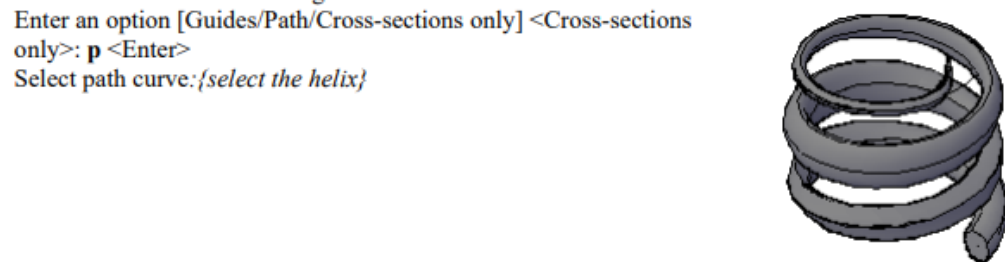 Enter an option [Guides/Path/Cross-sections only] <Cross-sections
only>: p <Enter>
Select path curve:{select the helix}